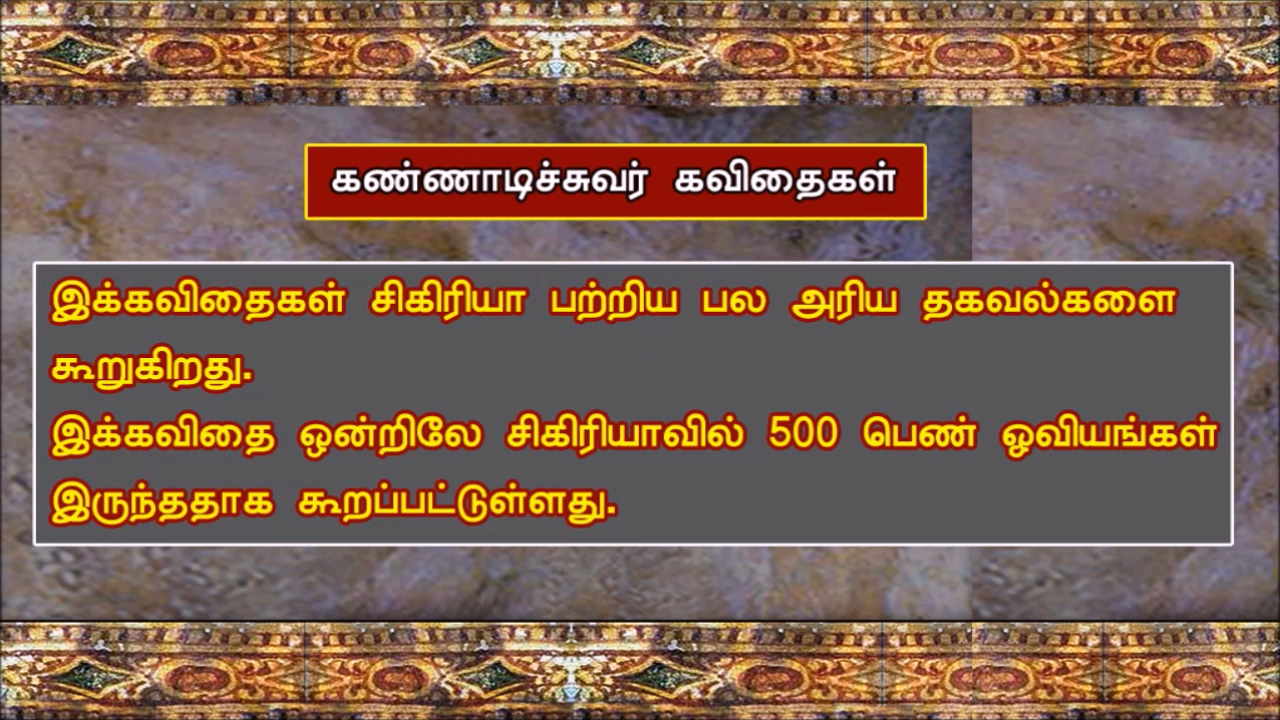 கண்ணாடிச்சுவர் கவிதைகள்
இக்கவிதைகள் சிகிரியா பற்றிய பல அரிய தகவல்களை
கூறுகிறது.
இக்கவிதை ஒன்றிலே சிகிரியாவில் 500 பெண் ஓவியங்கள்
இருந்ததாக கூறப்பட்டுள்ளது.